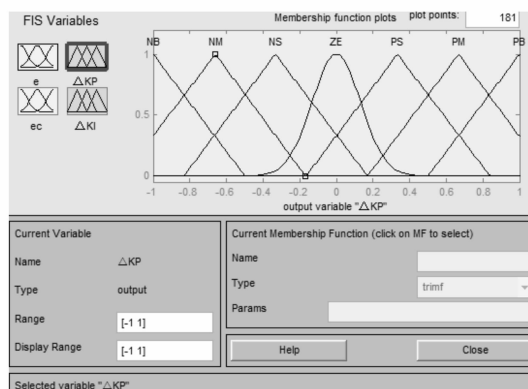 FIS Variables
Membership function plots
plot points:
181
NB NM NS ZE PS PM PB
1
0.5
0
-1 -0.8 -0.6 -0.4 -0.2 0 0.2 0.4 0.6 0.8 1
output variable "△KP"
e
△KP
ec
△KI
Current Variable
Name △KP
Type output
Range [-1 1]
Display Range [-1 1]
Current Membership Function (click on MF to select)
Name
Type trimf
Params
Help
Close
Selected variable "△KP"